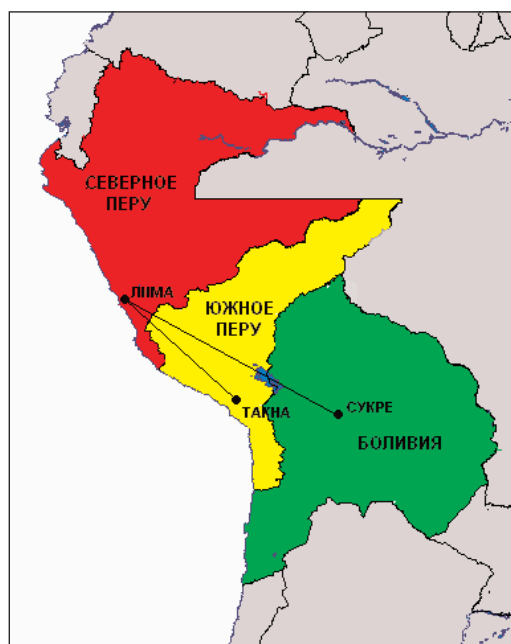 СЕВЕРНОЕ
ПЕРУ
ЛИМА
ЮЖНОЕ
ПЕРУ
ТАКНА
СУКРЕ
БОЛИВИЯ